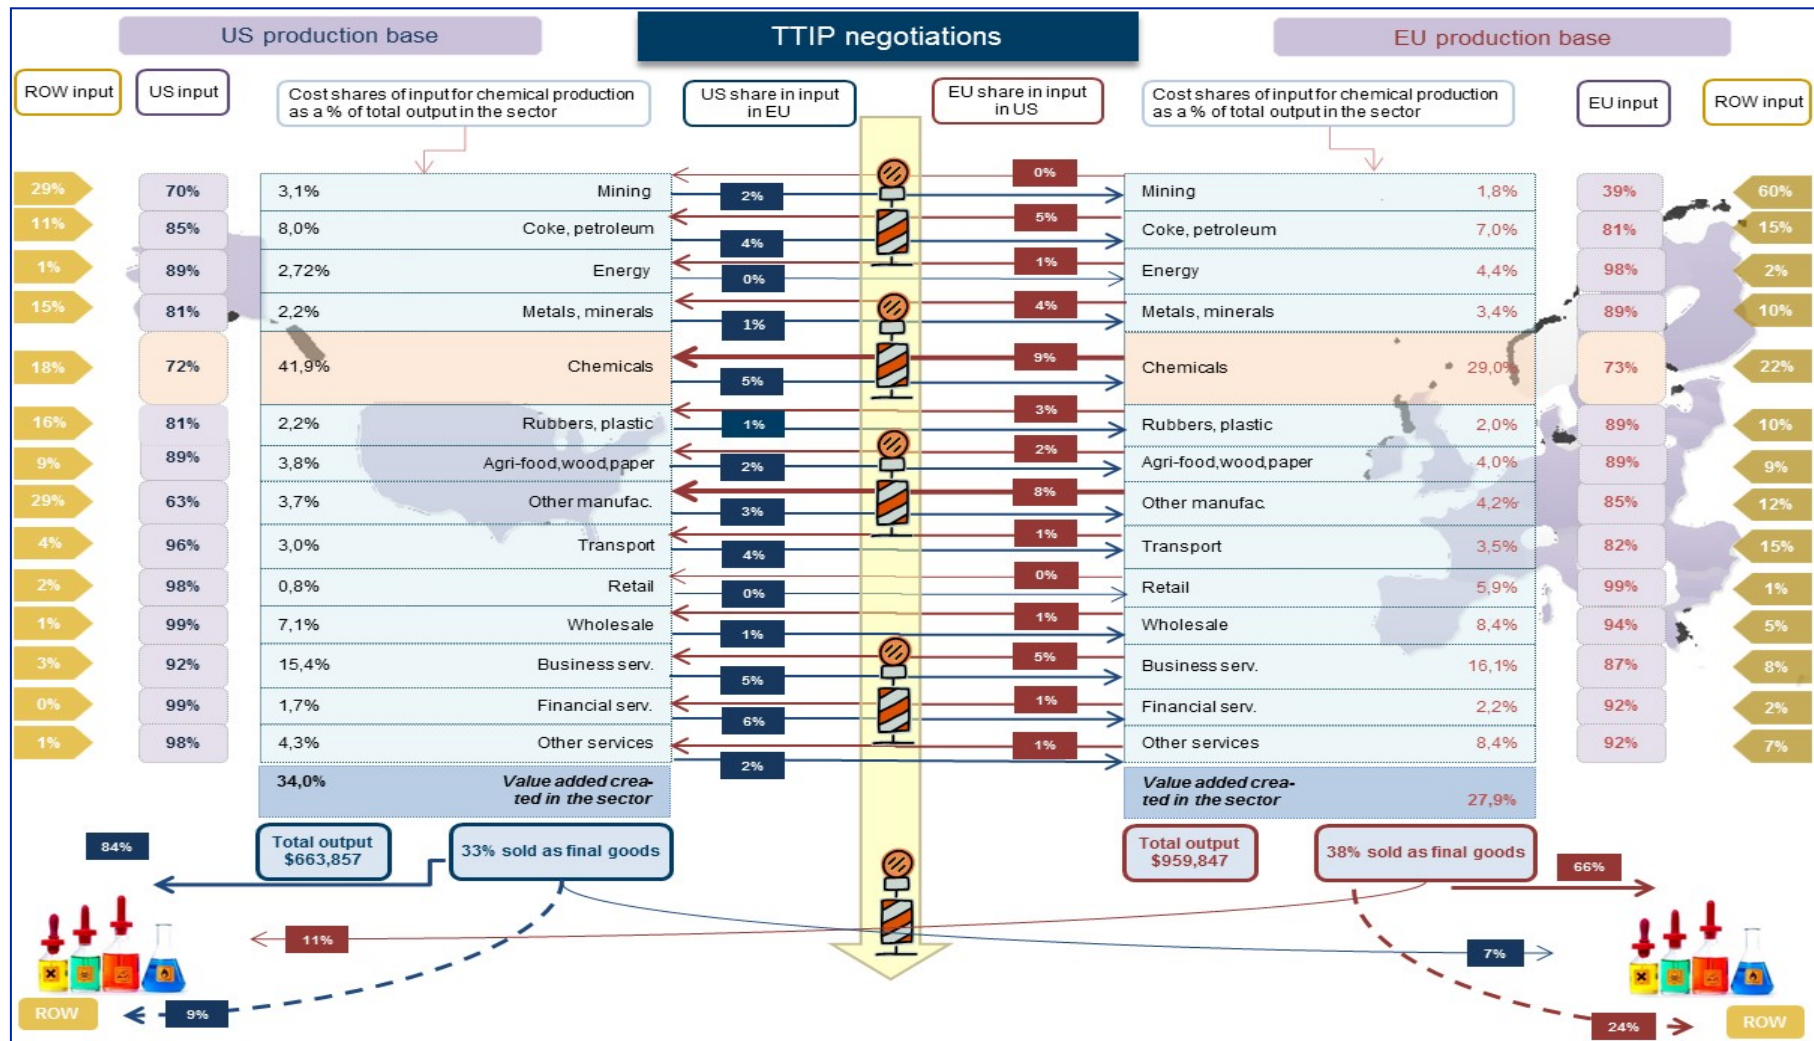 US production base
TTIP negotiations
EU production base
ROW input
US input
Cost shares of input for chemical production
as a % of total output in the sector
US share in input
in EU
EU share in input
in US
Cost shares of input for chemical production
as a % of total output in the sector
EU input
ROW input
29% 70% 3,1% Mining 2% 0% Mining 1,8% 39% 60%
11% 85% 8,0% Coke, petroleum 4% 5% Coke, petroleum 7,0% 81% 15%
1% 89% 2,72% Energy 0% 1% Energy 4,4% 98% 2%
15% 81% 2,2% Metals, minerals 1% 4% Metals, minerals 3,4% 89% 10%
18% 72% 41,9% Chemicals 5% 9% Chemicals 29,0% 73% 22%
16% 81% 2,2% Rubbers, plastic 1% 3% Rubbers, plastic 2,0% 89% 10%
9% 89% 3,8% Agri-food,wood,paper 2% 2% Agri-food,wood,paper 4,0% 89% 9%
29% 63% 3,7% Other manufac. 3% 8% Other manufac. 4,2% 85% 12%
4% 96% 3,0% Transport 4% 1% Transport 3,5% 82% 15%
2% 98% 0,8% Retail 0% 0% Retail 5,9% 99% 1%
1% 99% 7,1% Wholesale 1% 1% Wholesale 8,4% 94% 5%
3% 92% 15,4% Business serv. 5% 5% Business serv. 16,1% 87% 8%
0% 99% 1,7% Financial serv. 6% 1% Financial serv. 2,2% 92% 2%
1% 98% 4,3% Other services 2% 1% Other services 8,4% 92% 7%
34,0% Value added crea-
ted in the sector
Value added crea-
ted in the sector 27,9%
84%
Total output
$663,857
33% sold as final goods
Total output
$959,847
38% sold as final goods
66%
11%
7%
ROW
9%
24%
ROW